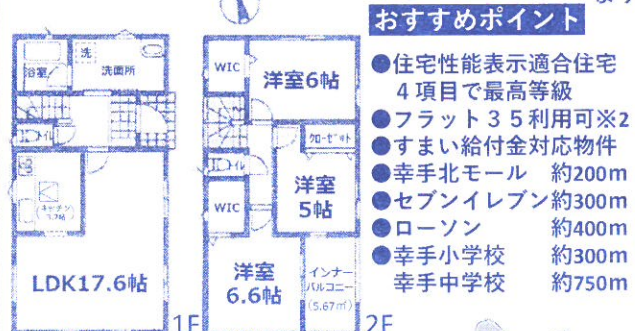 おすすめポイント
●住宅性能表示適合住宅
４項目で最高等級
●フラット３５利用可※2
●すまい給付金対応物件
●幸手北モール 約200m
●セブンイレブン約300m
●ローソン 約400m
●幸手小学校 約300m
幸手中学校 約750m
浴室
洗
洗面所
トイレ
キッチン
LDK17.6帖
1F
WIC
洋室6帖
クローゼット
トイレ
洋室
5帖
WIC
洋室
6.6帖
インナー
バルコニー
(5.67㎡)
2F